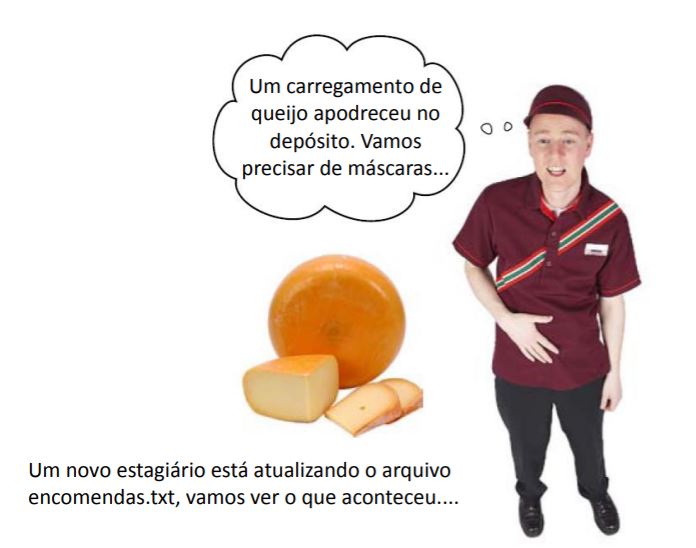 Um carregamento de
queijo apodreceu no
depósito. Vamos
precisar de máscaras...
Um novo estagiário está atualizando o arquivo
encomendas.txt, vamos ver o que aconteceu....